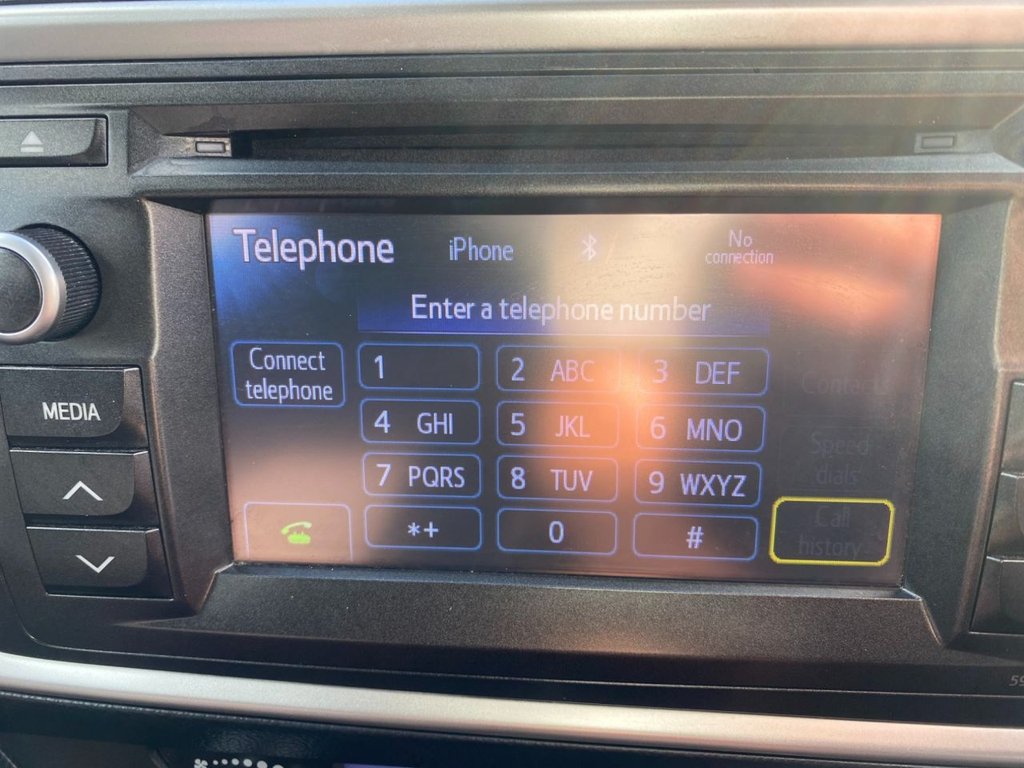 Telephone
iPhone
No
connection
Enter a telephone number
Connect
telephone
1
2 ABC
3 DEF
4 GHI
5 JKL
6 MNO
7 PQRS
8 TUV
9 WXYZ
*+
0
#
Speed
dials
Call
history
MEDIA